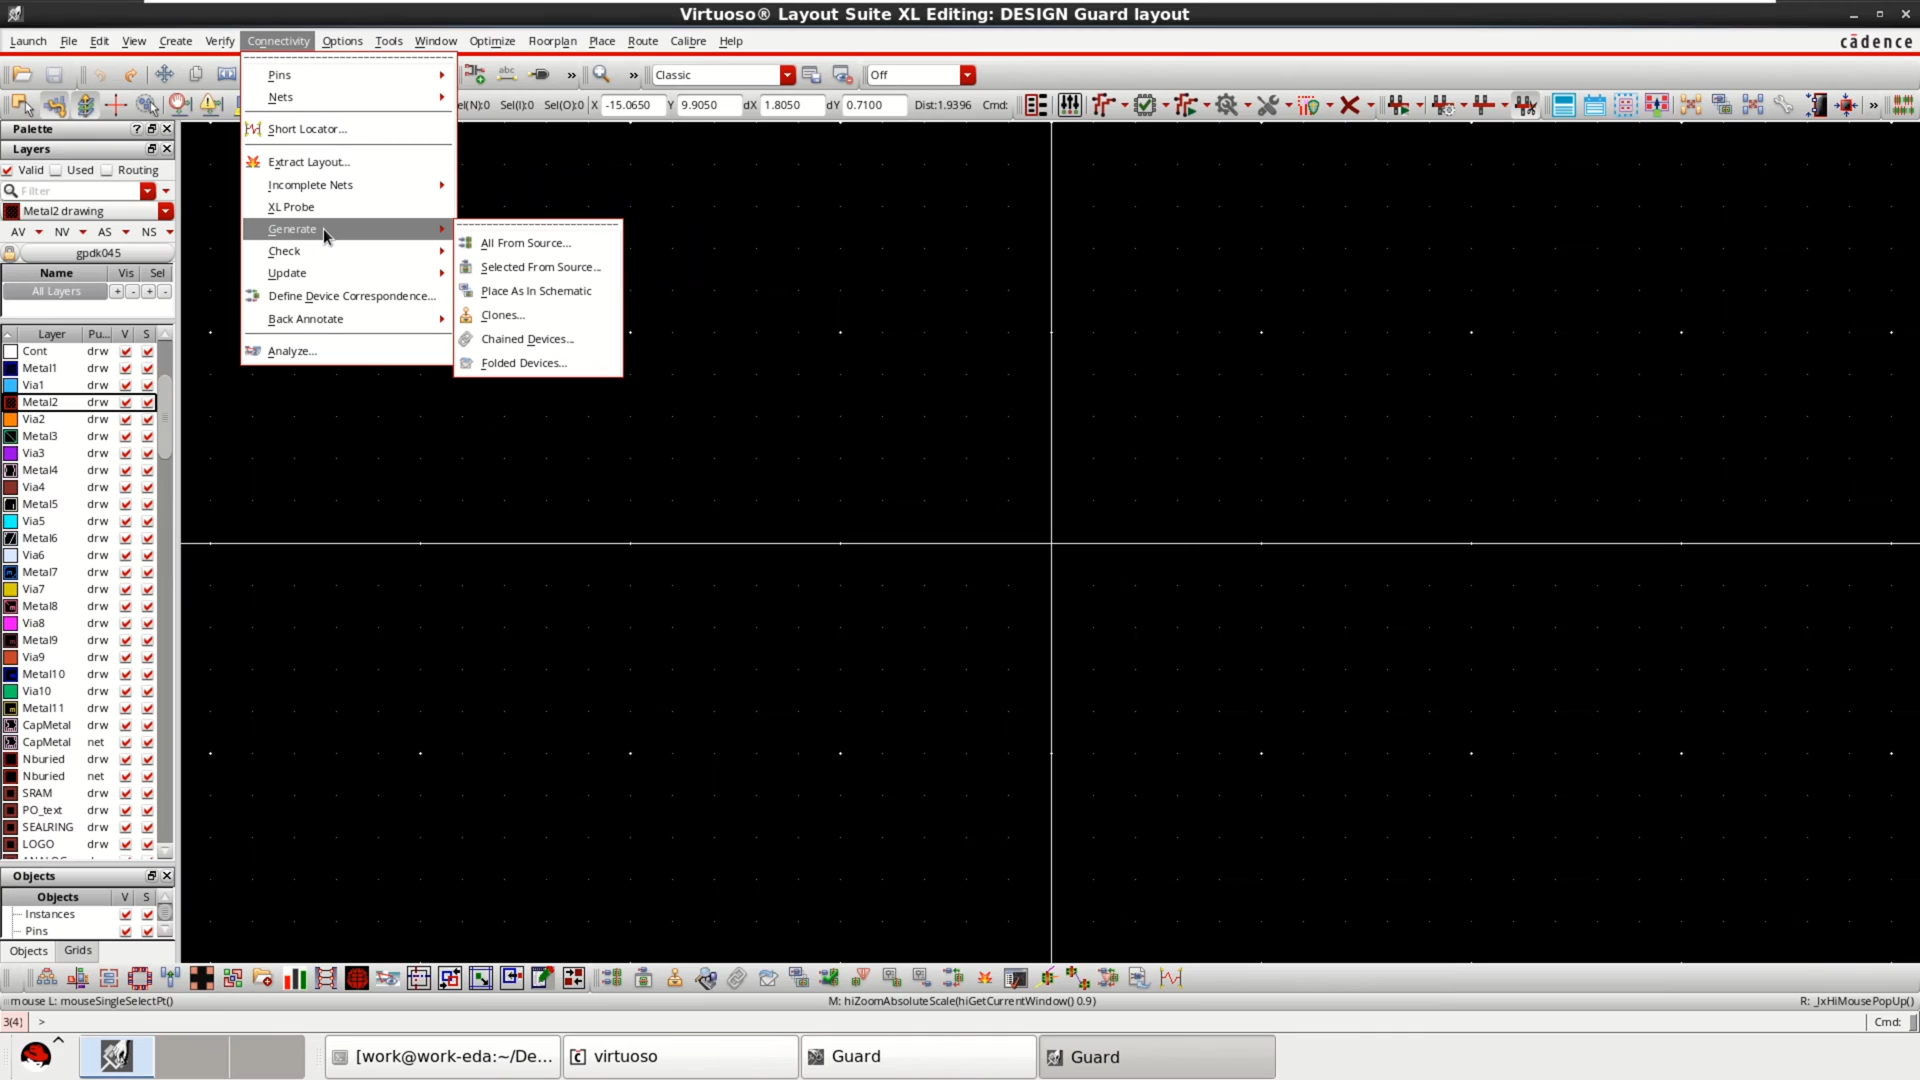 Virtuoso® Layout Suite XL Editing: DESIGN Guard layout
Launch File Edit View Create Verify Connectivity Options Tools Window Optimize Floorplan Place Route Calibre Help
cādence
abc » » Classic Off
el(N):0 Sel(I):0 Sel(O):0 X -15.0650 Y 9.9050 dX 1.8050 dY 0.7100 Dist:1.9396 Cmd: »
Pins
Nets
Short Locator...
Extract Layout...
Incomplete Nets
XL Probe
Generate
Check
Update
Define Device Correspondence...
Back Annotate
Analyze...
All From Source...
Selected From Source...
Place As In Schematic
Clones...
Chained Devices...
Folded Devices...
Palette ?
Layers
Valid Used Routing
Filter
Metal2 drawing
AV NV AS NS
gpdk045
Name Vis Sel
All Layers + - + -
Layer Pu... V S
Cont drw
Metal1 drw
Via1 drw
Metal2 drw
Via2 drw
Metal3 drw
Via3 drw
Metal4 drw
Via4 drw
Metal5 drw
Via5 drw
Metal6 drw
Via6 drw
Metal7 drw
Via7 drw
Metal8 drw
Via8 drw
Metal9 drw
Via9 drw
Metal10 drw
Via10 drw
Metal11 drw
CapMetal drw
CapMetal net
Nburied drw
Nburied net
SRAM drw
PO_text drw
SEALRING drw
LOGO drw
Objects
Objects V S
Instances
Pins
Objects Grids
mouse L: mouseSingleSelectPt() M: hiZoomAbsoluteScale(hiGetCurrentWindow() 0.9) R: _lxHiMousePopUp()
3(4) > Cmd:
[work@work-eda:~/De... virtuoso Guard Guard